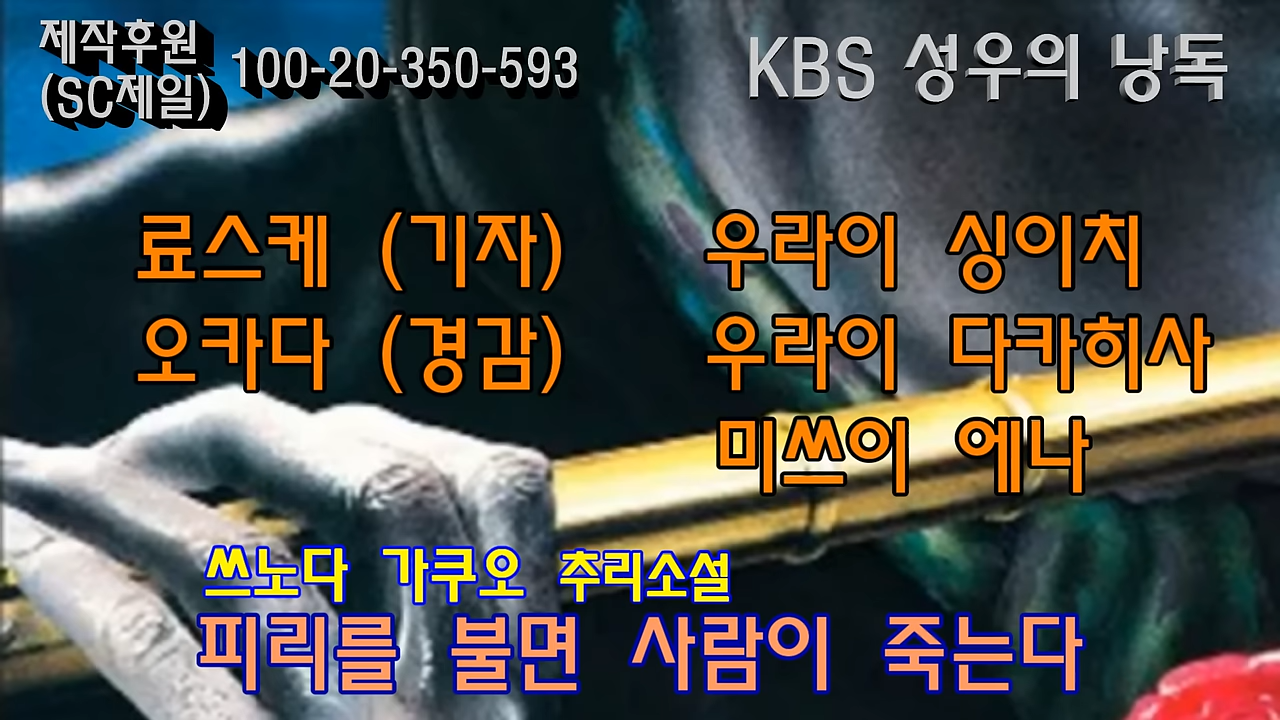 제작후원
(SC제일)
100-20-350-593
KBS 성우의 낭독
료스케 (기자)
우라이 싱이치
오카다 (경감)
우라이 다카히사
미쓰이 에나
쓰노다 가쿠오 추리소설
피리를 불면 사람이 죽는다